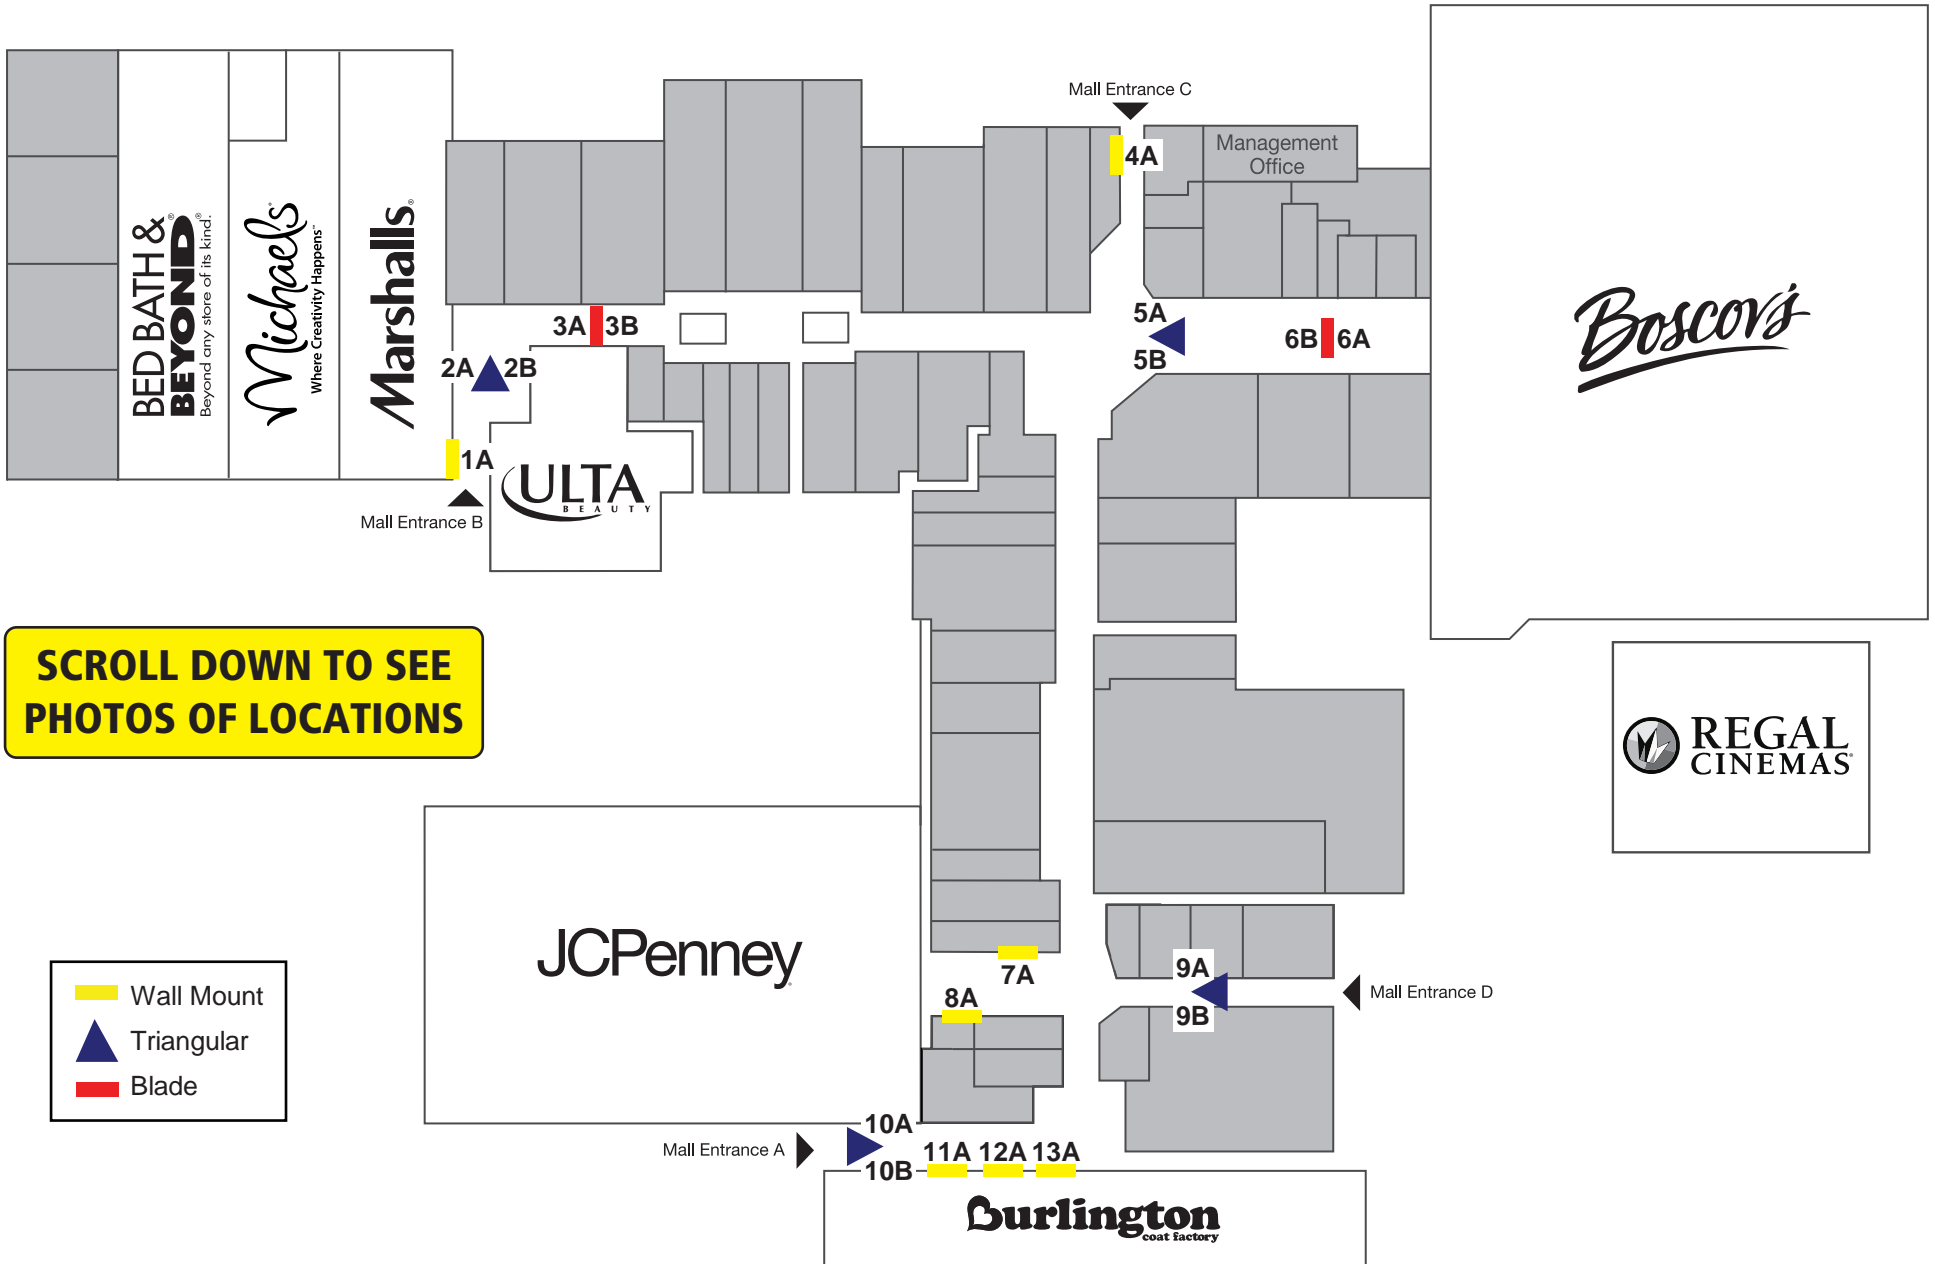 Mall Entrance C
4A
Management
Office
BED BATH &
BEYOND®
Beyond any store of its kind.®
Michaels®
Where Creativity Happens™
Marshalls®
3A
3B
5A
5B
6B
6A
Boscov's
2A
2B
1A
ULTA
BEAUTY
Mall Entrance B
SCROLL DOWN TO SEE
PHOTOS OF LOCATIONS
REGAL
CINEMAS®
JCPenney
7A
8A
9A
9B
Mall Entrance D
Wall Mount
Triangular
Blade
10A
Mall Entrance A
10B
11A
12A
13A
Burlington
coat factory